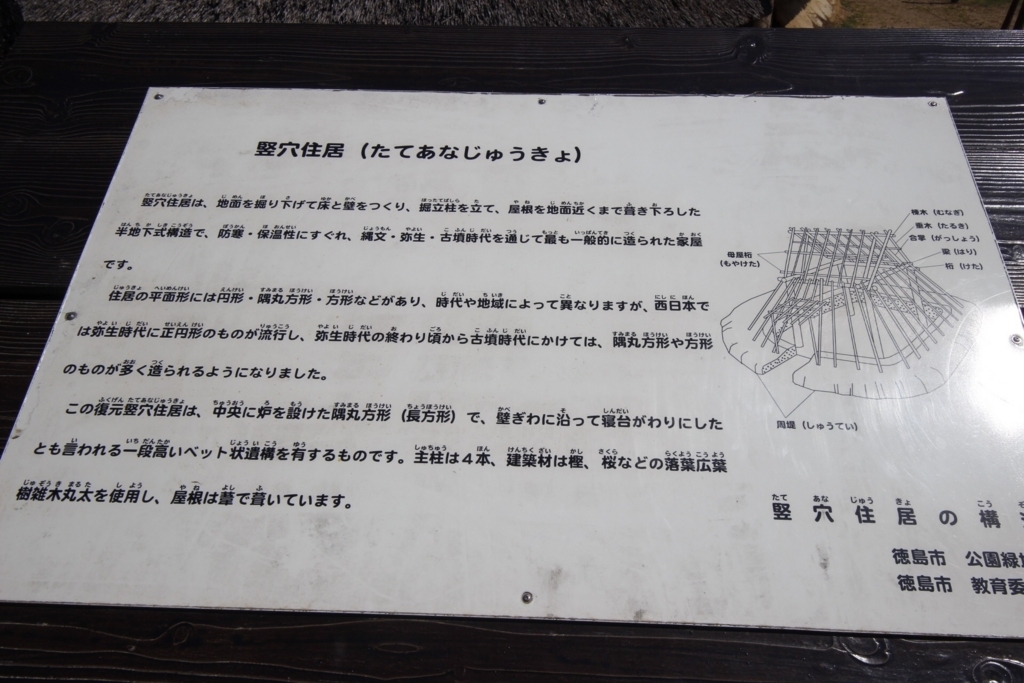 竪穴住居（たてあなじゅうきょ）
竪穴住居は、地面を掘り下げて床と壁をつくり、掘立柱を立て、屋根を地面近くまで葺き下ろした
半地下式構造で、防寒・保温性にすぐれ、縄文・弥生・古墳時代を通じて最も一般的に造られた家屋
です。
住居の平面形には円形・隅丸方形・方形などがあり、時代や地域によって異なりますが、西日本で
は弥生時代に正円形のものが流行し、弥生時代の終わり頃から古墳時代にかけては、隅丸方形や方形
のものが多く造られるようになりました。
この復元竪穴住居は、中央に炉を設けた隅丸方形（長方形）で、壁ぎわに沿って寝台がわりにした
とも言われる一段高いベット状遺構を有するものです。主柱は４本、建築材は樫、桜などの落葉広葉
樹雑木丸太を使用し、屋根は葦で葺いています。
棟木（むなぎ）
垂木（たるき）
合掌（がっしょう）
梁（はり）
桁（けた）
母屋桁
（もやけた）
周堤（しゅうてい）
竪穴住居の構
徳島市　公園緑
徳島市　教育委